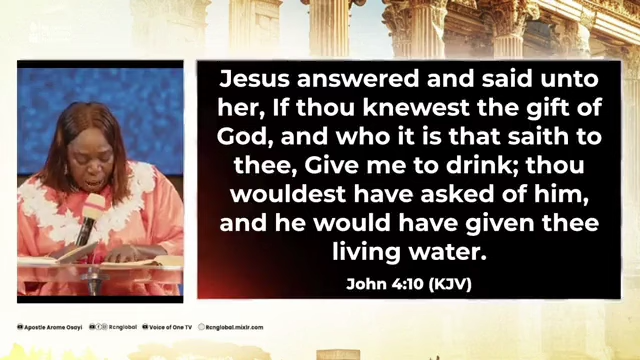 Jesus answered and said unto
her, If thou knewest the gift of
God, and who it is that saith to
thee, Give me to drink; thou
wouldest have asked of him,
and he would have given thee
living water.
John 4:10 (KJV)
Apostle Arome Osayi Rcnglobal Voice of One TV Rcnglobal.mixlr.com